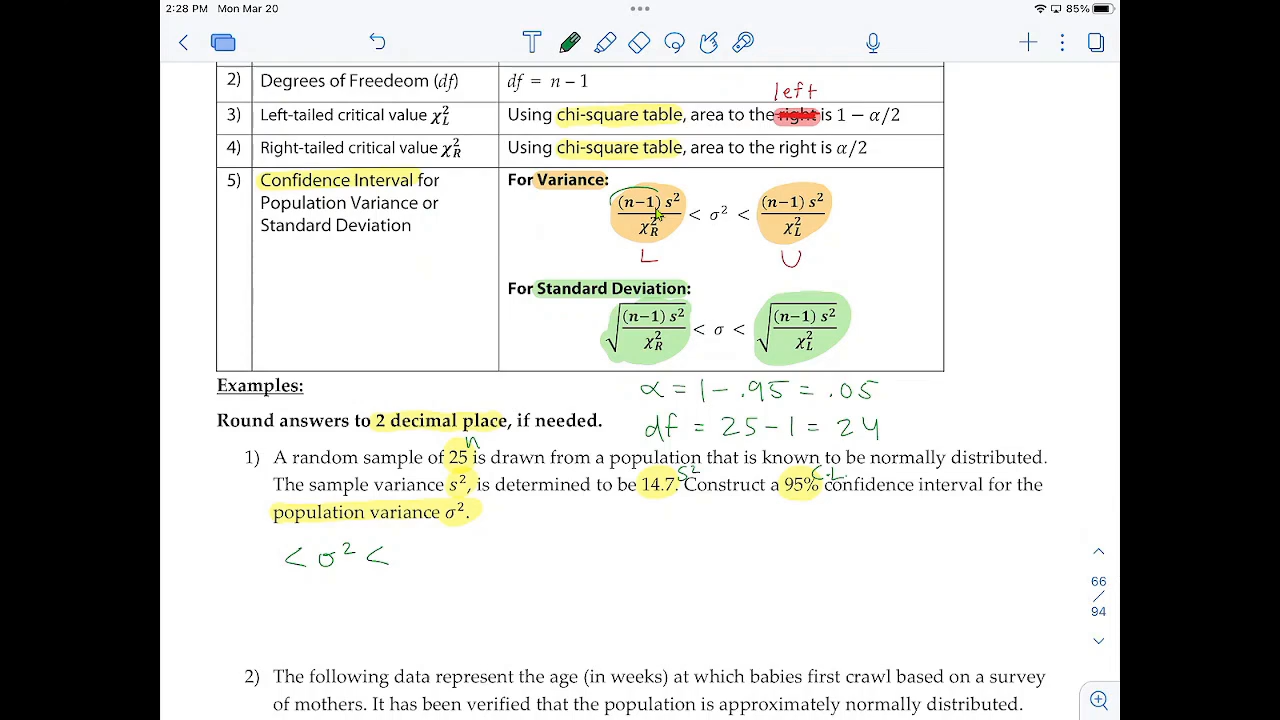 2:28 PM Mon Mar 20
85%
2) Degrees of Freedeom (df) df = n − 1
left
3) Left-tailed critical value χ²L Using chi-square table, area to the right is 1 − α/2
4) Right-tailed critical value χ²R Using chi-square table, area to the right is α/2
5) Confidence Interval for
Population Variance or
Standard Deviation
For Variance:
(n−1) s² / χ²R < σ² < (n−1) s² / χ²L
L U
For Standard Deviation:
√((n−1) s² / χ²R) < σ < √((n−1) s² / χ²L)
Examples:
α = 1 − .95 = .05
Round answers to 2 decimal place, if needed.
df = 25 − 1 = 24
n
1) A random sample of 25 is drawn from a population that is known to be normally distributed.
S² C.L.
The sample variance s², is determined to be 14.7. Construct a 95% confidence interval for the
population variance σ².
< σ² <
66
/
94
2) The following data represent the age (in weeks) at which babies first crawl based on a survey
of mothers. It has been verified that the population is approximately normally distributed.